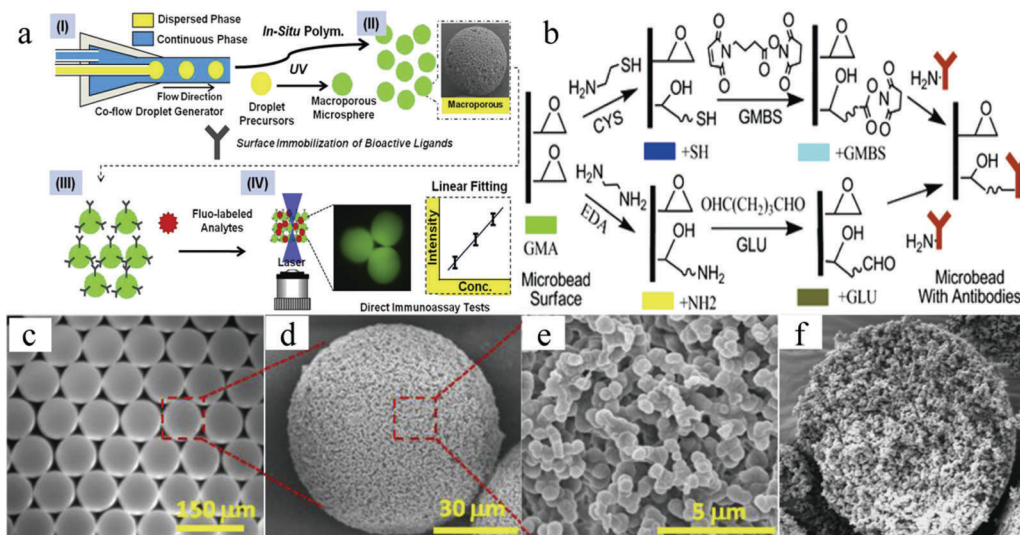 a
(I)
Dispersed Phase
Continuous Phase
Flow Direction
Co-flow Droplet Generator
In-Situ Polym.
UV
Droplet
Precursors
Macroporous
Microsphere
(II)
Macroporous
Surface Immobilization of Bioactive Ligands
(III)
Fluo-labeled
Analytes
(IV)
Laser
Linear Fitting
Intensity
Conc.
Direct Immunoassay Tests
b
GMA
Microbead
Surface
H₂N
SH
CYS
OH
SH
+SH
GMBS
OH
+GMBS
H₂N
NH₂
EDA
OH
NH₂
+NH2
OHC(CH₂)₃CHO
GLU
OH
CHO
+GLU
H₂N
H₂N
OH
Microbead
With Antibodies
c
150 µm
d
30 µm
e
5 µm
f